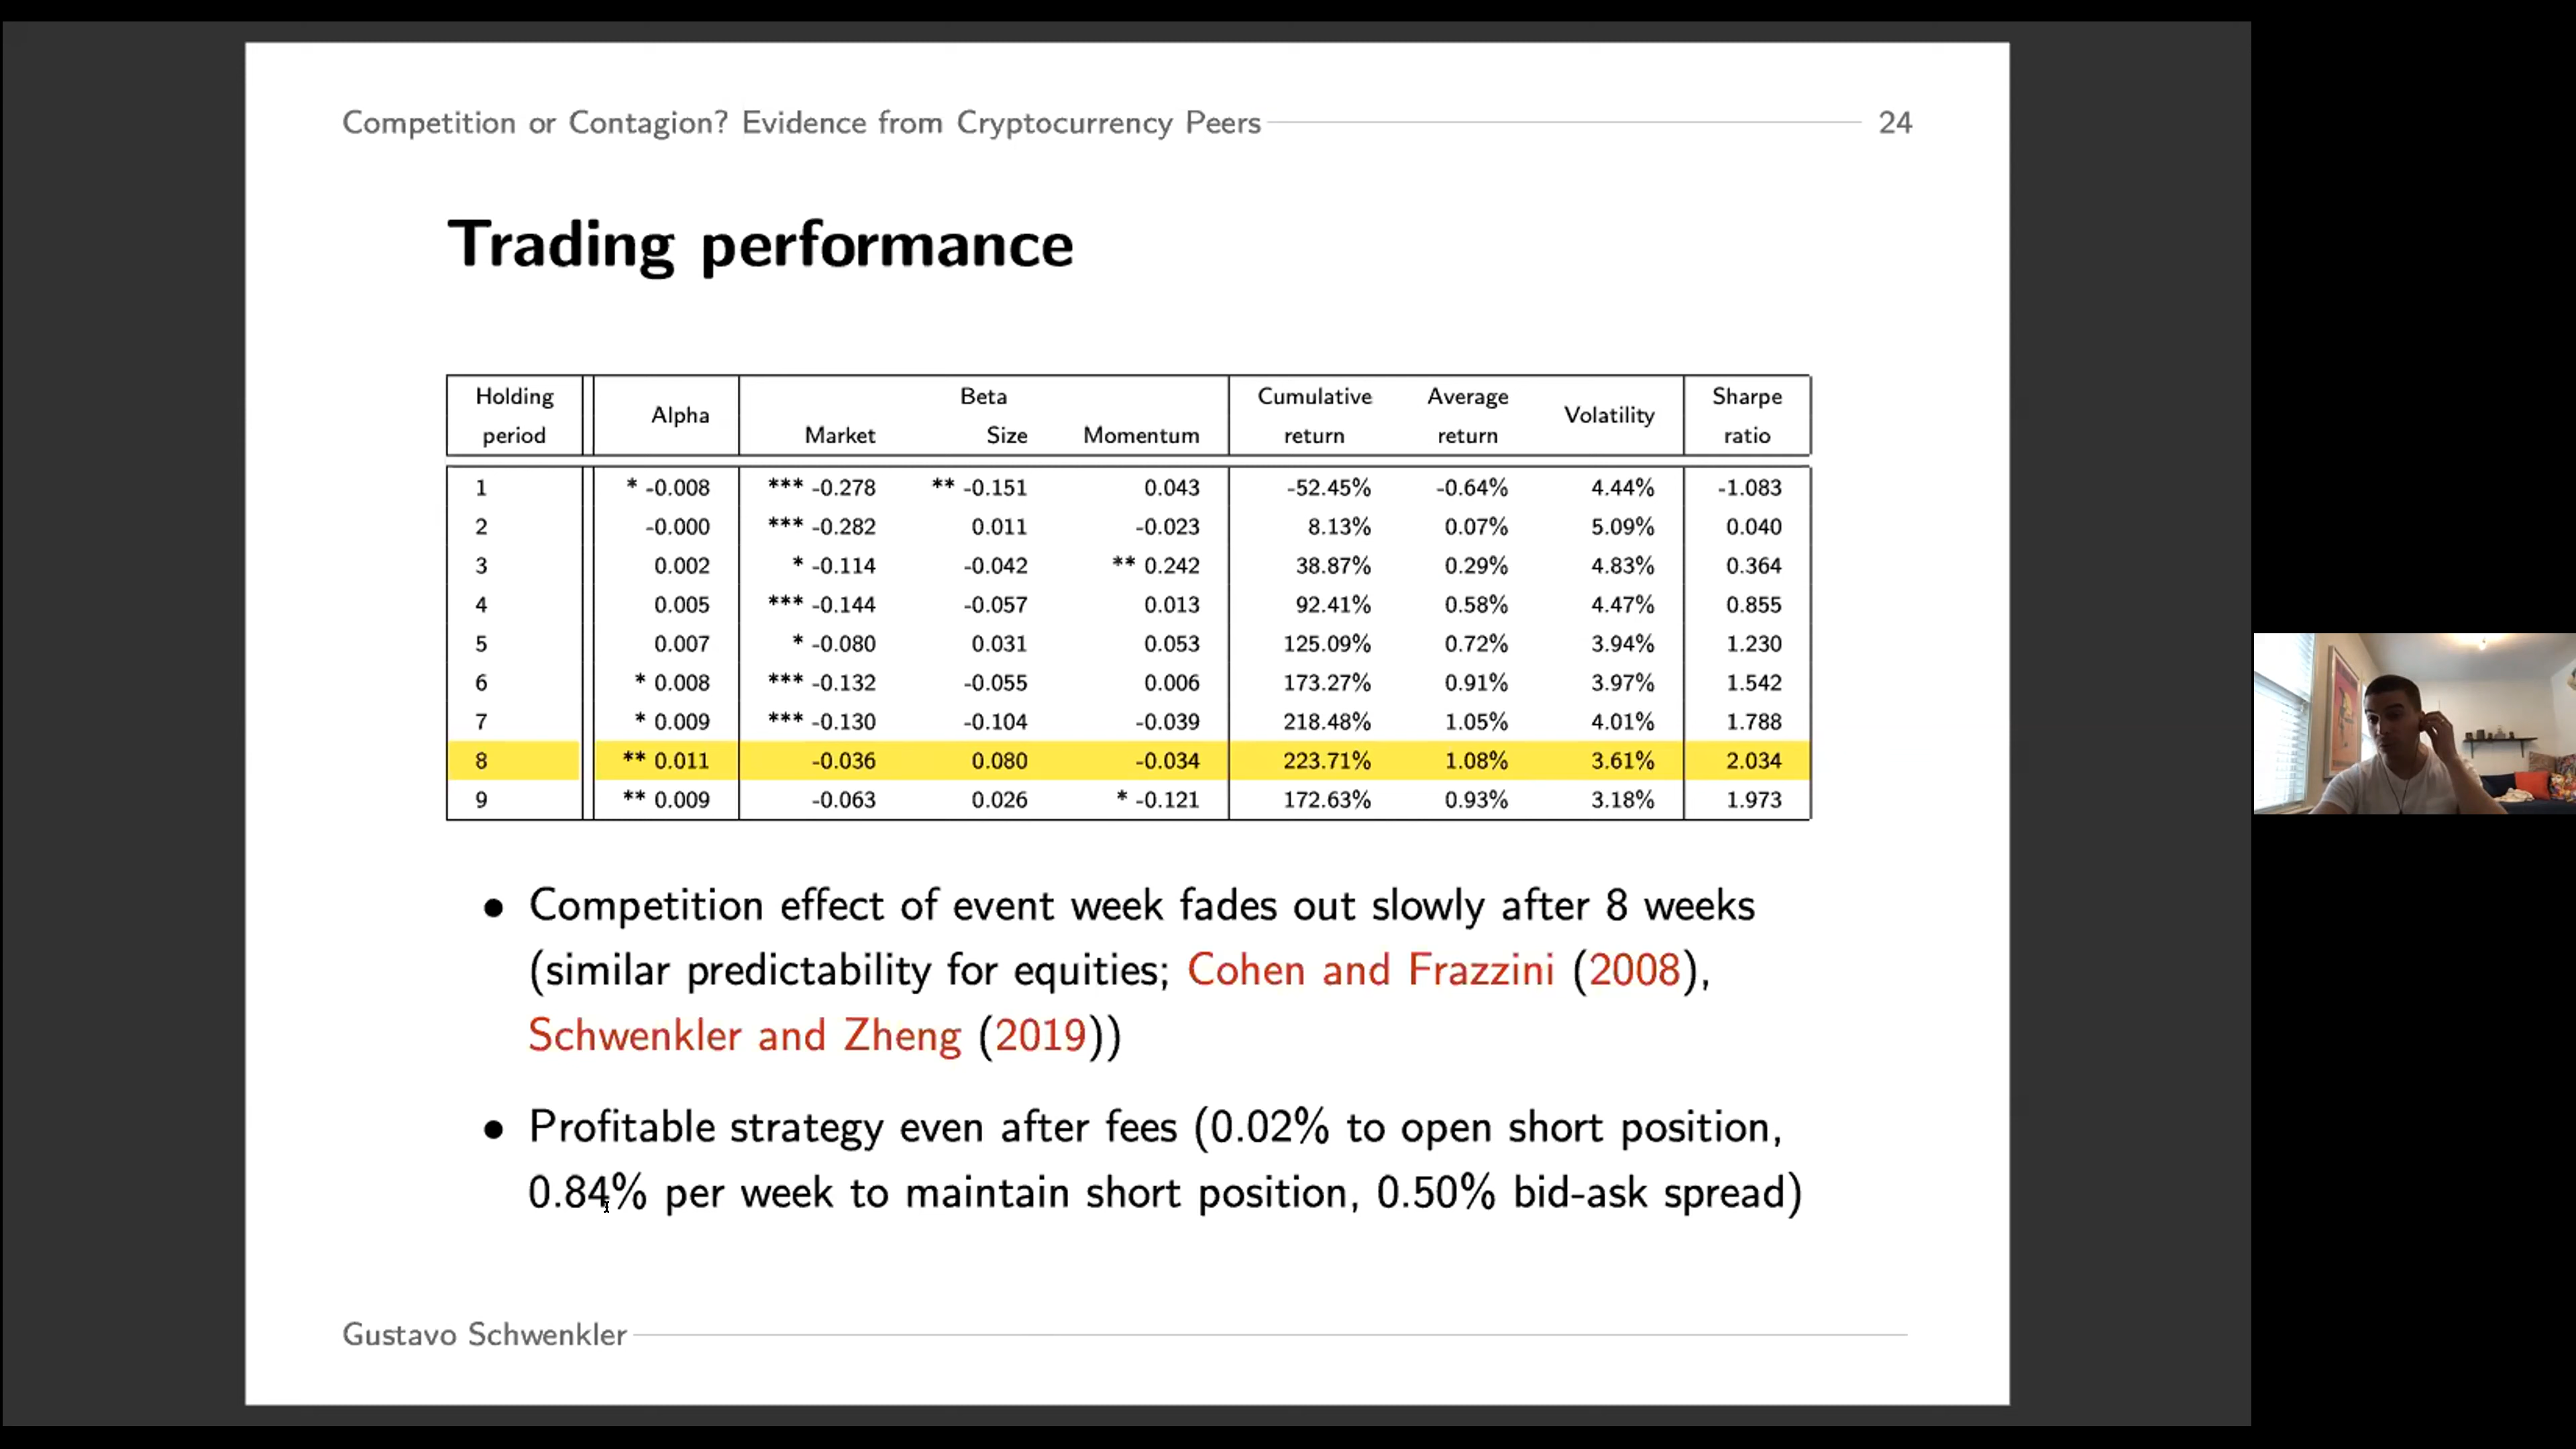 Competition or Contagion? Evidence from Cryptocurrency Peers 24
Trading performance
Holding period Alpha Beta Market Size Momentum Cumulative return Average return Volatility Sharpe ratio
1 * -0.008 *** -0.278 ** -0.151 0.043 -52.45% -0.64% 4.44% -1.083
2 -0.000 *** -0.282 0.011 -0.023 8.13% 0.07% 5.09% 0.040
3 0.002 * -0.114 -0.042 ** 0.242 38.87% 0.29% 4.83% 0.364
4 0.005 *** -0.144 -0.057 0.013 92.41% 0.58% 4.47% 0.855
5 0.007 * -0.080 0.031 0.053 125.09% 0.72% 3.94% 1.230
6 * 0.008 *** -0.132 -0.055 0.006 173.27% 0.91% 3.97% 1.542
7 * 0.009 *** -0.130 -0.104 -0.039 218.48% 1.05% 4.01% 1.788
8 ** 0.011 -0.036 0.080 -0.034 223.71% 1.08% 3.61% 2.034
9 ** 0.009 -0.063 0.026 * -0.121 172.63% 0.93% 3.18% 1.973
• Competition effect of event week fades out slowly after 8 weeks
(similar predictability for equities; Cohen and Frazzini (2008),
Schwenkler and Zheng (2019))
• Profitable strategy even after fees (0.02% to open short position,
0.84% per week to maintain short position, 0.50% bid-ask spread)
Gustavo Schwenkler